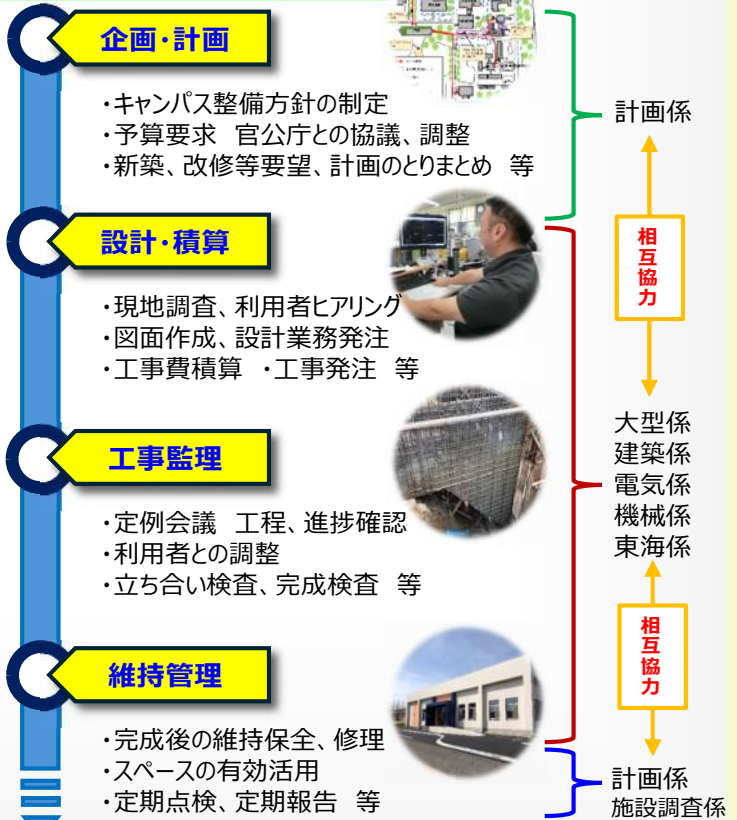 企画・計画
・キャンパス整備方針の制定
・予算要求 官公庁との協議、調整
・新築、改修等要望、計画のとりまとめ 等
計画係
相互協力
設計・積算
・現地調査、利用者ヒアリング
・図面作成、設計業務発注
・工事費積算 ・工事発注 等
大型係
建築係
電気係
機械係
東海係
工事監理
・定例会議 工程、進捗確認
・利用者との調整
・立ち合い検査、完成検査 等
相互協力
維持管理
・完成後の維持保全、修理
・スペースの有効活用
・定期点検、定期報告 等
計画係
施設調査係